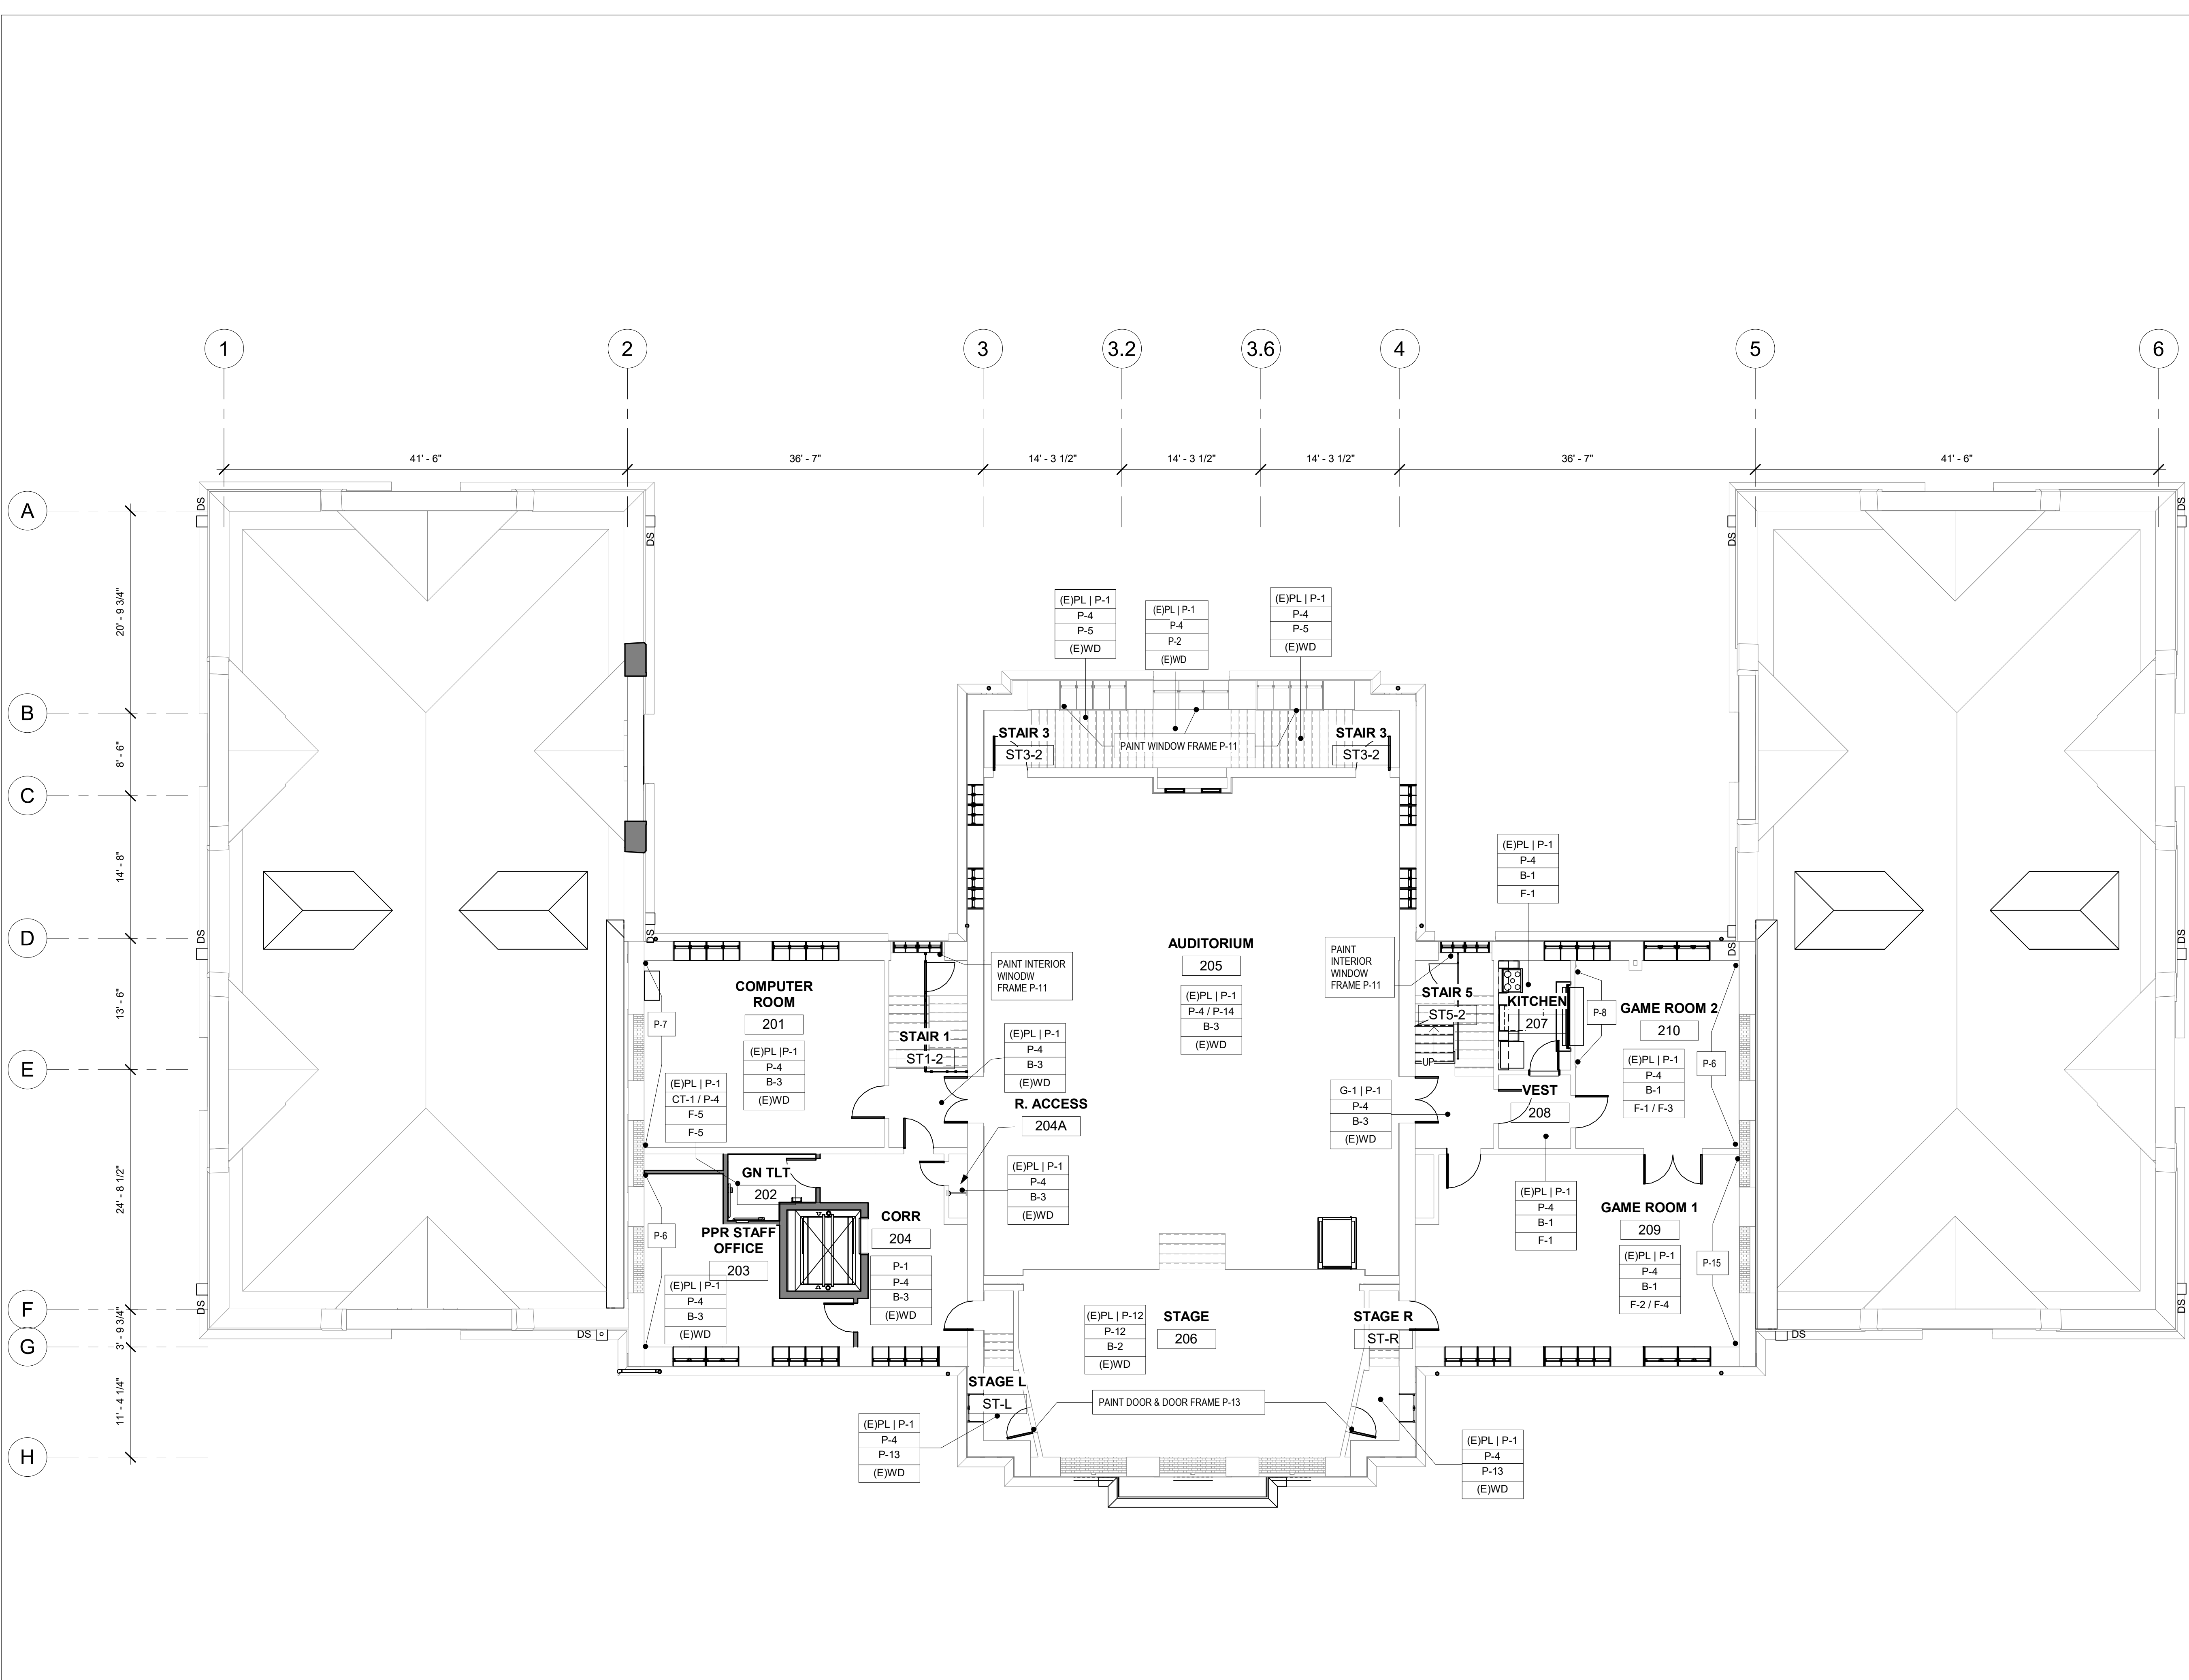 1
2
3
3.2
3.6
4
5
6
41' - 6"
36' - 7"
14' - 3 1/2"
14' - 3 1/2"
14' - 3 1/2"
36' - 7"
41' - 6"
A
B
C
D
E
F
G
H
20' - 9 3/4"
8' - 6"
14' - 8"
13' - 6"
24' - 8 1/2"
3' - 9 3/4"
11' - 4 1/4"
DS
DS
DS
DS
DS
DS
DS
DS
DS
DS
DS
DS
DS
(E)PL | P-1
P-4
P-5
(E)WD
(E)PL | P-1
P-4
P-2
(E)WD
(E)PL | P-1
P-4
P-5
(E)WD
STAIR 3
ST3-2
PAINT WINDOW FRAME P-11
STAIR 3
ST3-2
(E)PL | P-1
P-4
B-1
F-1
AUDITORIUM
205
(E)PL | P-1
P-4 / P-14
B-3
(E)WD
PAINT INTERIOR
WINODW
FRAME P-11
PAINT
INTERIOR
WINDOW
FRAME P-11
COMPUTER
ROOM
201
(E)PL |P-1
P-4
B-3
(E)WD
P-7
STAIR 1
ST1-2
(E)PL | P-1
P-4
B-3
(E)WD
R. ACCESS
204A
(E)PL | P-1
P-4
B-3
(E)WD
(E)PL | P-1
CT-1 / P-4
F-5
F-5
GN TLT
202
PPR STAFF
OFFICE
203
(E)PL | P-1
P-4
B-3
(E)WD
P-6
CORR
204
P-1
P-4
B-3
(E)WD
STAIR 5
ST5-2
UP
KITCHEN
207
P-8
GAME ROOM 2
210
(E)PL | P-1
P-4
B-1
F-1 / F-3
P-6
G-1 | P-1
P-4
B-3
(E)WD
VEST
208
(E)PL | P-1
P-4
B-1
F-1
GAME ROOM 1
209
(E)PL | P-1
P-4
B-1
F-2 / F-4
P-15
(E)PL | P-12
P-12
B-2
(E)WD
STAGE
206
STAGE R
ST-R
STAGE L
ST-L
PAINT DOOR & DOOR FRAME P-13
(E)PL | P-1
P-4
P-13
(E)WD
(E)PL | P-1
P-4
P-13
(E)WD